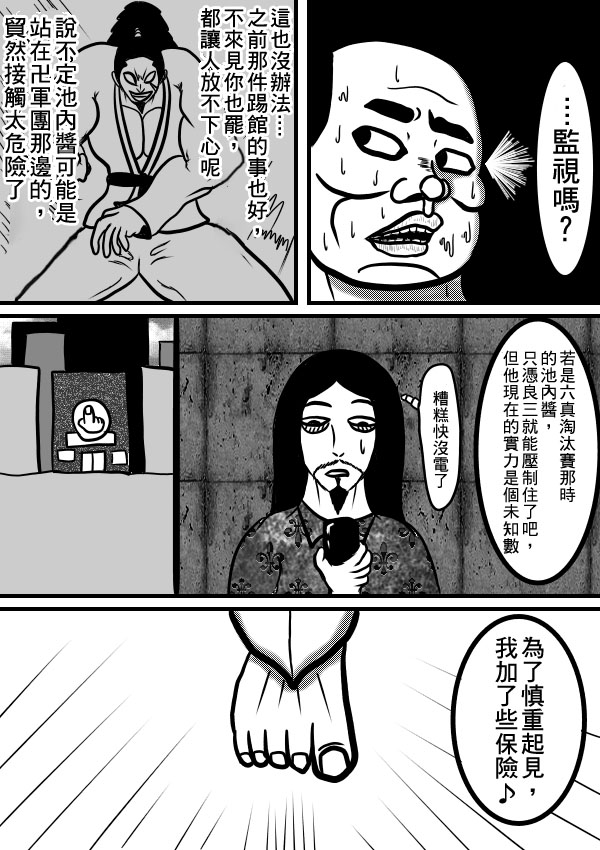 …監視嗎?
這也沒辦法…
之前那件踢館的事也好,
不來見你也罷,
都讓人放不下心呢
說不定池內醬可能是
站在卍軍團那邊的,
貿然接觸太危險了
若是六真淘汰賽那時
的池內醬,
只憑良三就能壓制住了吧,
但他現在的實力是個未知數
糟糕快沒電了
為了慎重起見,
我加了些保險♪